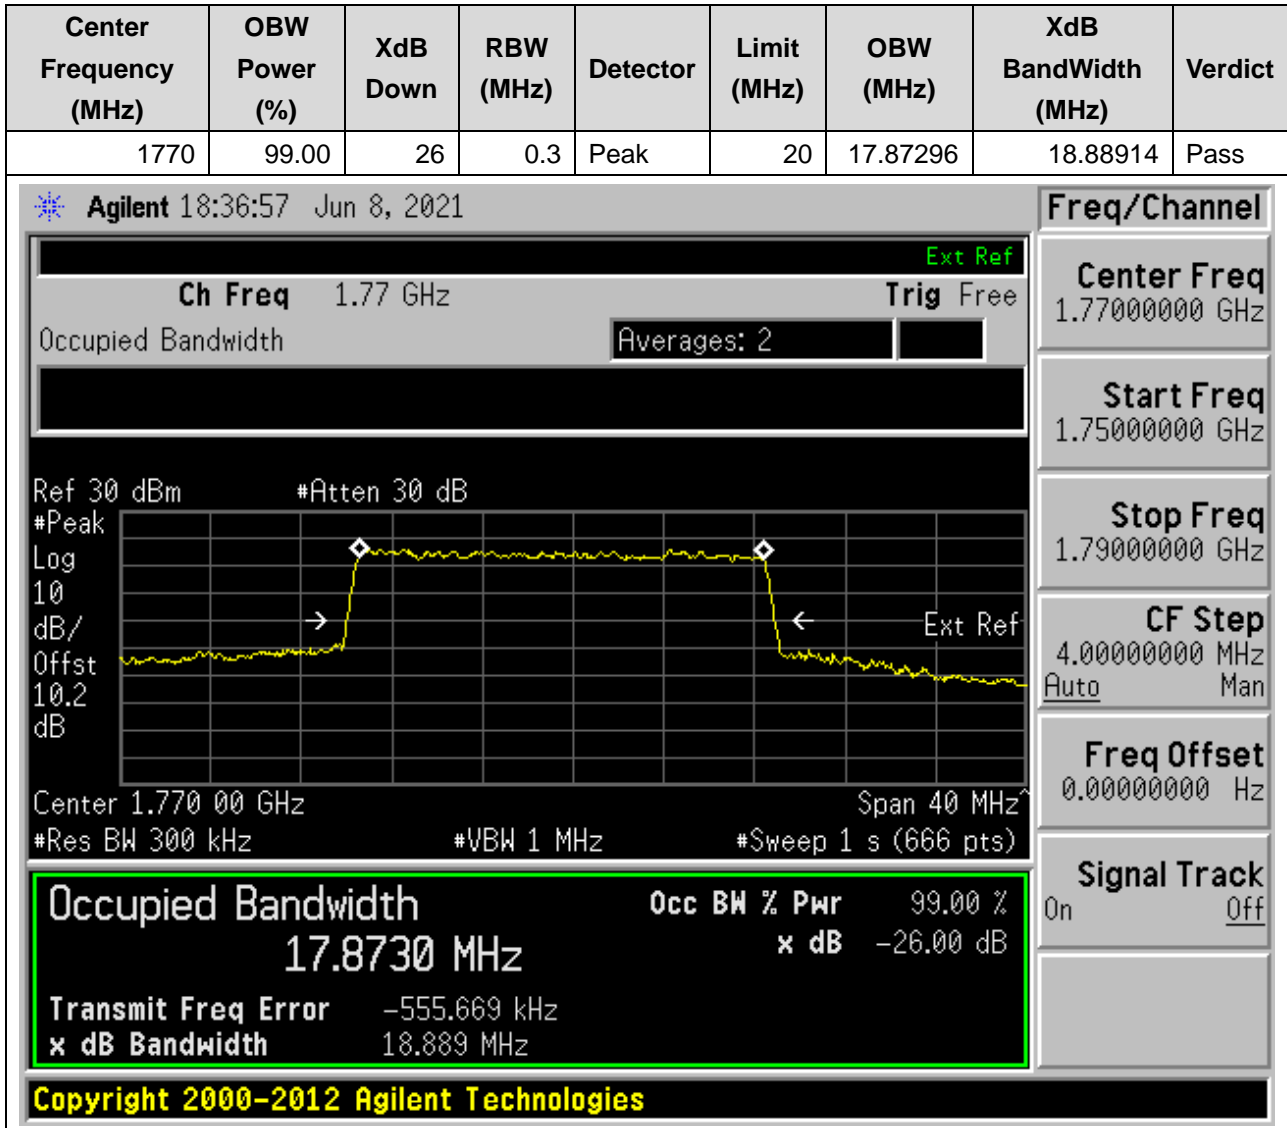 Center Frequency (MHz) OBW Power (%) XdB Down RBW (MHz) Detector Limit (MHz) OBW (MHz) XdB BandWidth (MHz) Verdict
1770 99.00 26 0.3 Peak 20 17.87296 18.88914 Pass
Agilent 18:36:57 Jun 8, 2021
Freq/Channel
Ext Ref
Ch Freq 1.77 GHz Trig Free
Occupied Bandwidth Averages: 2
Center Freq
1.77000000 GHz
Start Freq
1.75000000 GHz
Stop Freq
1.79000000 GHz
CF Step
4.00000000 MHz
Auto Man
Freq Offset
0.00000000 Hz
Signal Track
On Off
Ref 30 dBm #Atten 30 dB
#Peak
Log
10
dB/
Offst
10.2
dB
Ext Ref
Center 1.770 00 GHz Span 40 MHz^
#Res BW 300 kHz #VBW 1 MHz #Sweep 1 s (666 pts)
Occupied Bandwidth Occ BW % Pwr 99.00 %
17.8730 MHz x dB -26.00 dB
Transmit Freq Error -555.669 kHz
x dB Bandwidth 18.889 MHz
Copyright 2000-2012 Agilent Technologies